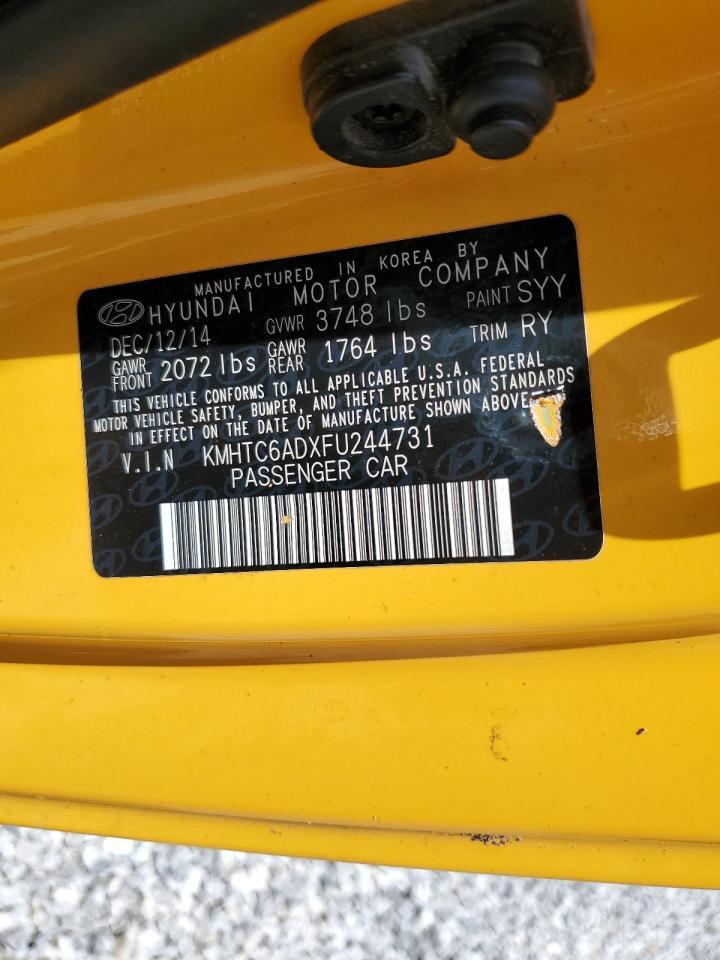 MANUFACTURED IN KOREA BY
HYUNDAI MOTOR COMPANY
DEC/12/14 GVWR 3748 lbs PAINT SYY
GAWR FRONT 2072 lbs GAWR REAR 1764 lbs TRIM RY
THIS VEHICLE CONFORMS TO ALL APPLICABLE U.S.A. FEDERAL
MOTOR VEHICLE SAFETY, BUMPER, AND THEFT PREVENTION STANDARDS
IN EFFECT ON THE DATE OF MANUFACTURE SHOWN ABOVE
V.I.N KMHTC6ADXFU244731
PASSENGER CAR